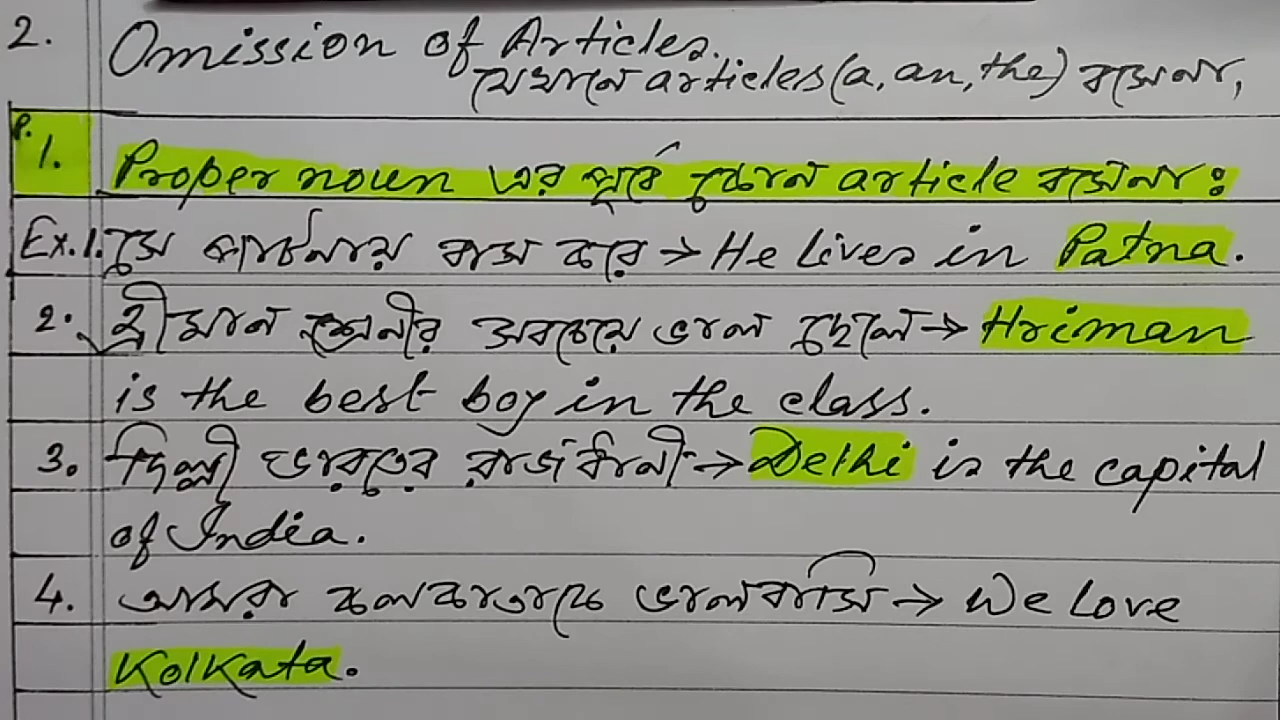 2. Omission of Articles.
যেখানে articles (a, an, the) বসেনা,
P. 1. Proper noun এর পূর্বে কোন article বসেনা:
Ex. 1. সে পাটনায় বাস করে → He lives in Patna.
2. হ্রীমান শ্রেনীর সবচেয়ে ভাল ছেলে → Hriman
is the best boy in the class.
3. দিল্লী ভারতের রাজধানী → Delhi is the capital
of India.
4. আমরা কলকাতাকে ভালবাসি → We Love
Kolkata.